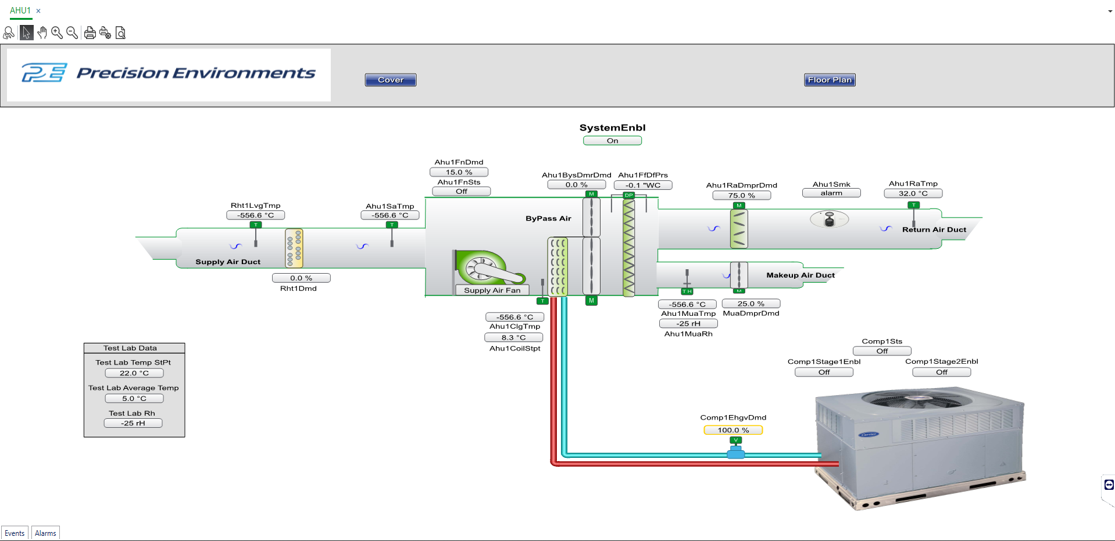 AHU1 ×
PE Precision Environments
Cover
Floor Plan
SystemEnbl
On
Ahu1FnDmd
15.0 %
Ahu1FnSts
Off
Ahu1BysDmrDmd
0.0 %
Ahu1FfDfPrs
-0.1 "WC
Ahu1RaDmprDmd
75.0 %
Ahu1Smk
alarm
Ahu1RaTmp
32.0 °C
Rht1LvgTmp
-556.6 °C
Ahu1SaTmp
-556.6 °C
M
DP
M
T
T
T
ByPass Air
Return Air Duct
Supply Air Duct
0.0 %
Rht1Dmd
Supply Air Fan
T
M
Makeup Air Duct
T H
M
-556.6 °C
Ahu1MuaTmp
-25 rH
Ahu1MuaRh
25.0 %
MuaDmprDmd
-556.6 °C
Ahu1ClgTmp
8.3 °C
Ahu1CoilStpt
Test Lab Data
Test Lab Temp StPt
22.0 °C
Test Lab Average Temp
5.0 °C
Test Lab Rh
-25 rH
Comp1Sts
Off
Comp1Stage1Enbl
Off
Comp1Stage2Enbl
Off
Comp1EhgvDmd
100.0 %
V
Events
Alarms